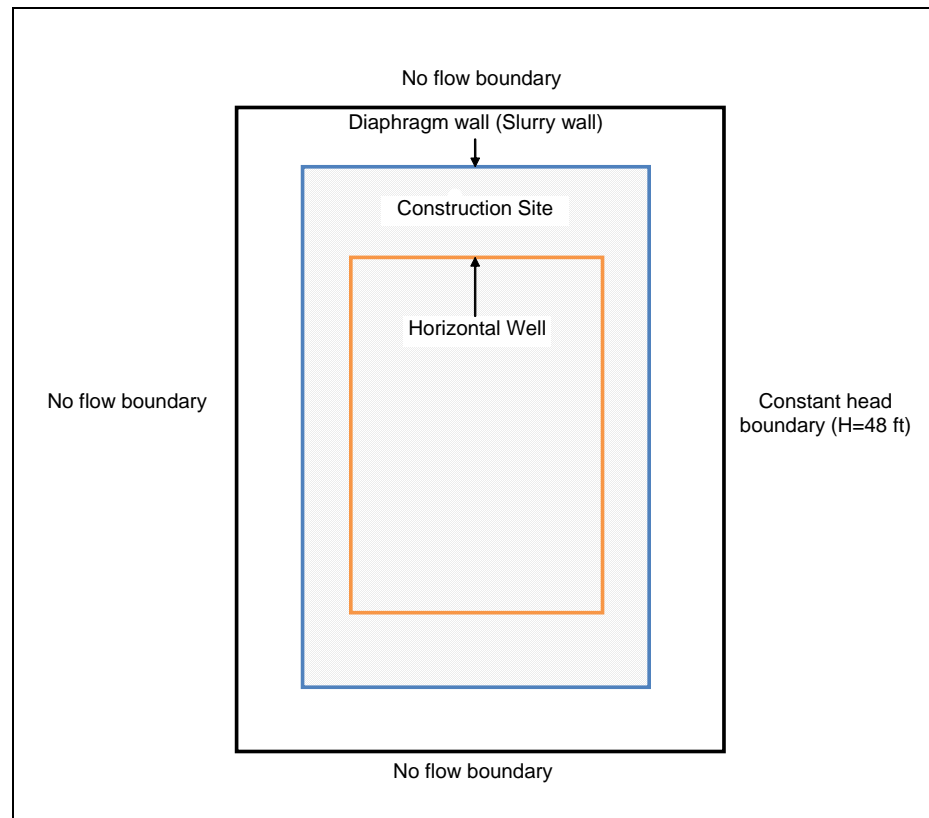 No flow boundary
Diaphragm wall (Slurry wall)
Construction Site
Horizontal Well
No flow boundary
Constant head
boundary (H=48 ft)
No flow boundary